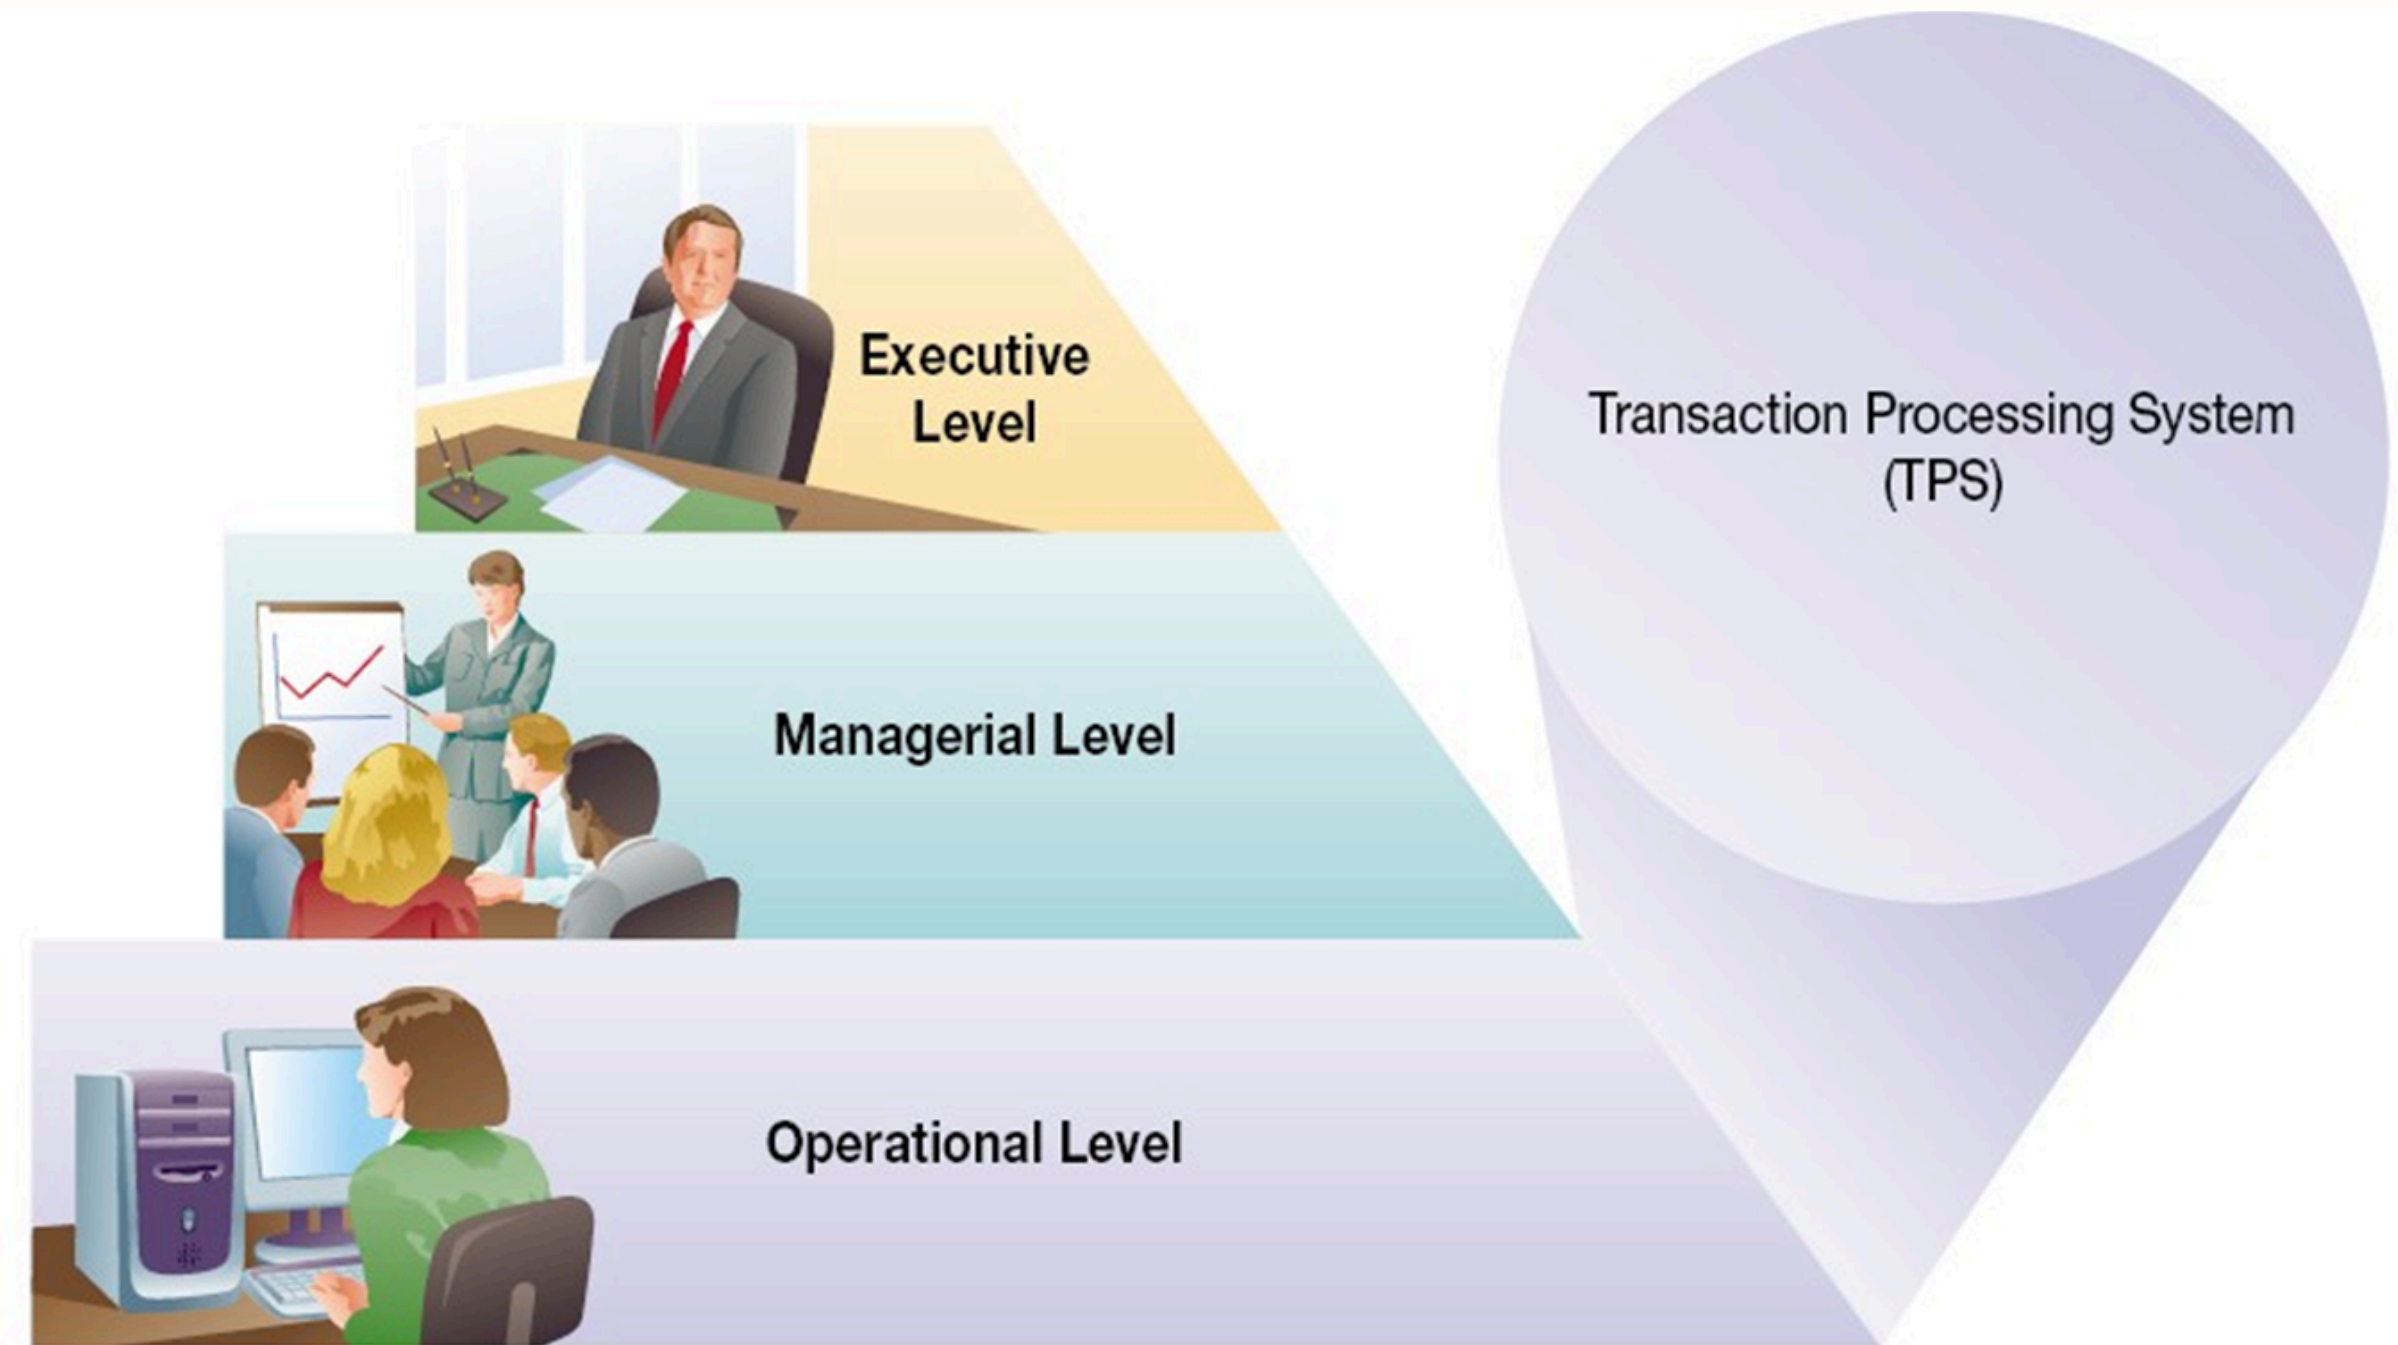 Executive
Level
Transaction Processing System
(TPS)
Managerial Level
Operational Level